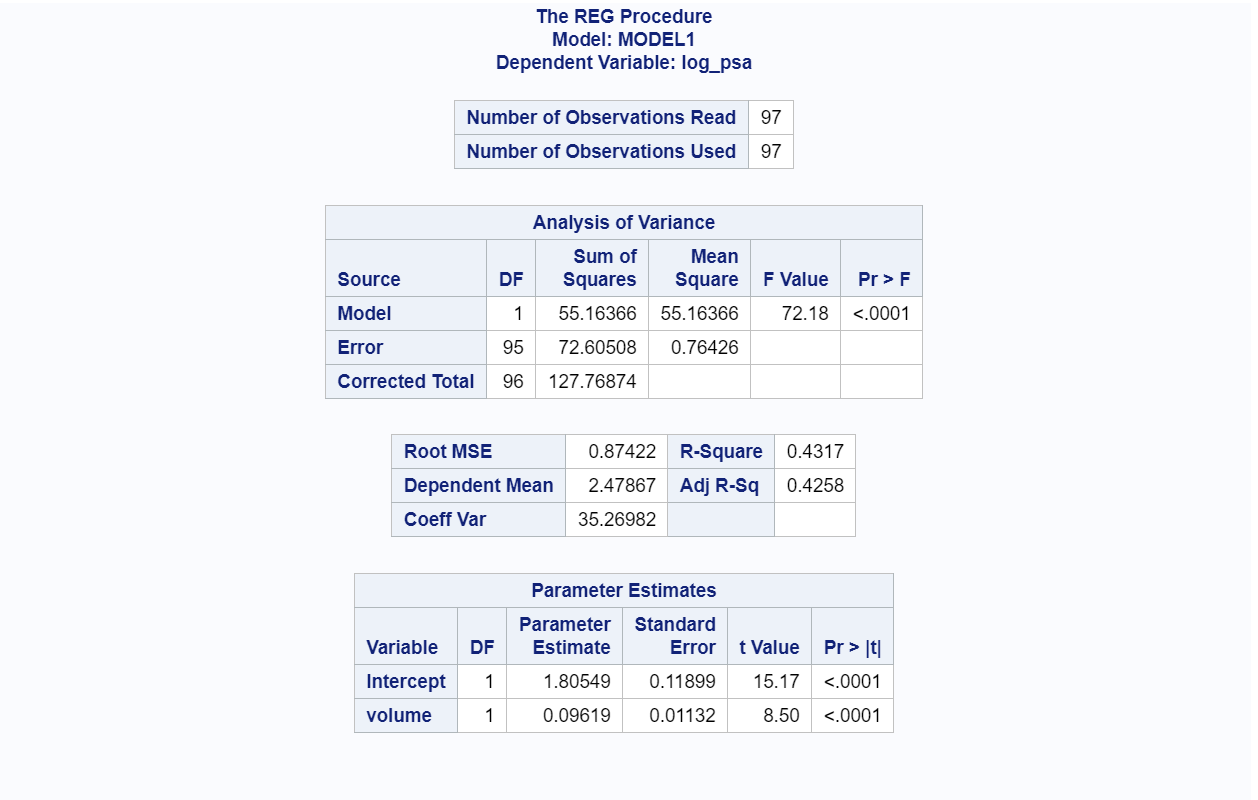 The REG Procedure
Model: MODEL1
Dependent Variable: log_psa
Number of Observations Read 97
Number of Observations Used 97
Analysis of Variance
Source DF Sum of Squares Mean Square F Value Pr > F
Model 1 55.16366 55.16366 72.18 <.0001
Error 95 72.60508 0.76426
Corrected Total 96 127.76874
Root MSE 0.87422 R-Square 0.4317
Dependent Mean 2.47867 Adj R-Sq 0.4258
Coeff Var 35.26982
Parameter Estimates
Variable DF Parameter Estimate Standard Error t Value Pr > |t|
Intercept 1 1.80549 0.11899 15.17 <.0001
volume 1 0.09619 0.01132 8.50 <.0001